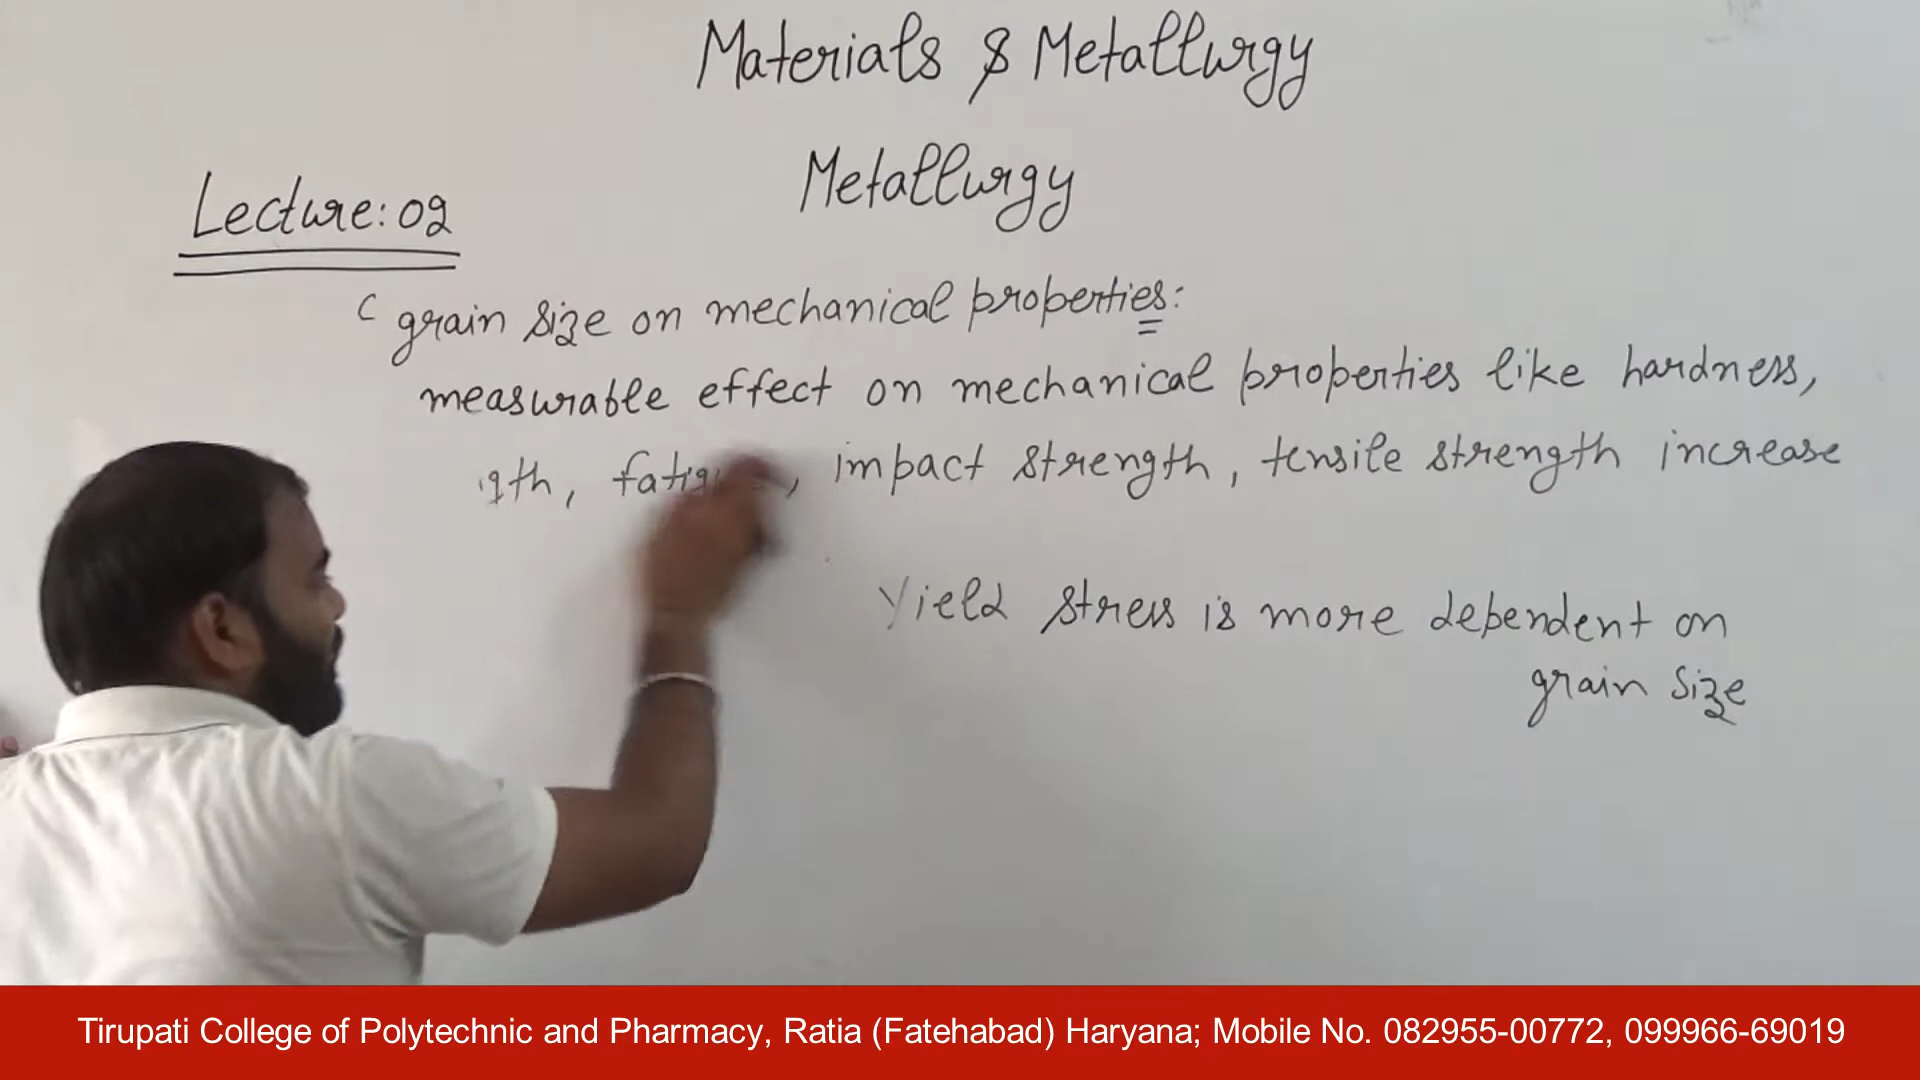 Materials & Metallurgy
Metallurgy
Lecture: 02
grain size on mechanical properties:
measurable effect on mechanical properties like hardness,
gth, , impact strength, tensile strength increase
Yield stress is more dependent on
grain size
Tirupati College of Polytechnic and Pharmacy, Ratia (Fatehabad) Haryana; Mobile No. 082955-00772, 099966-69019